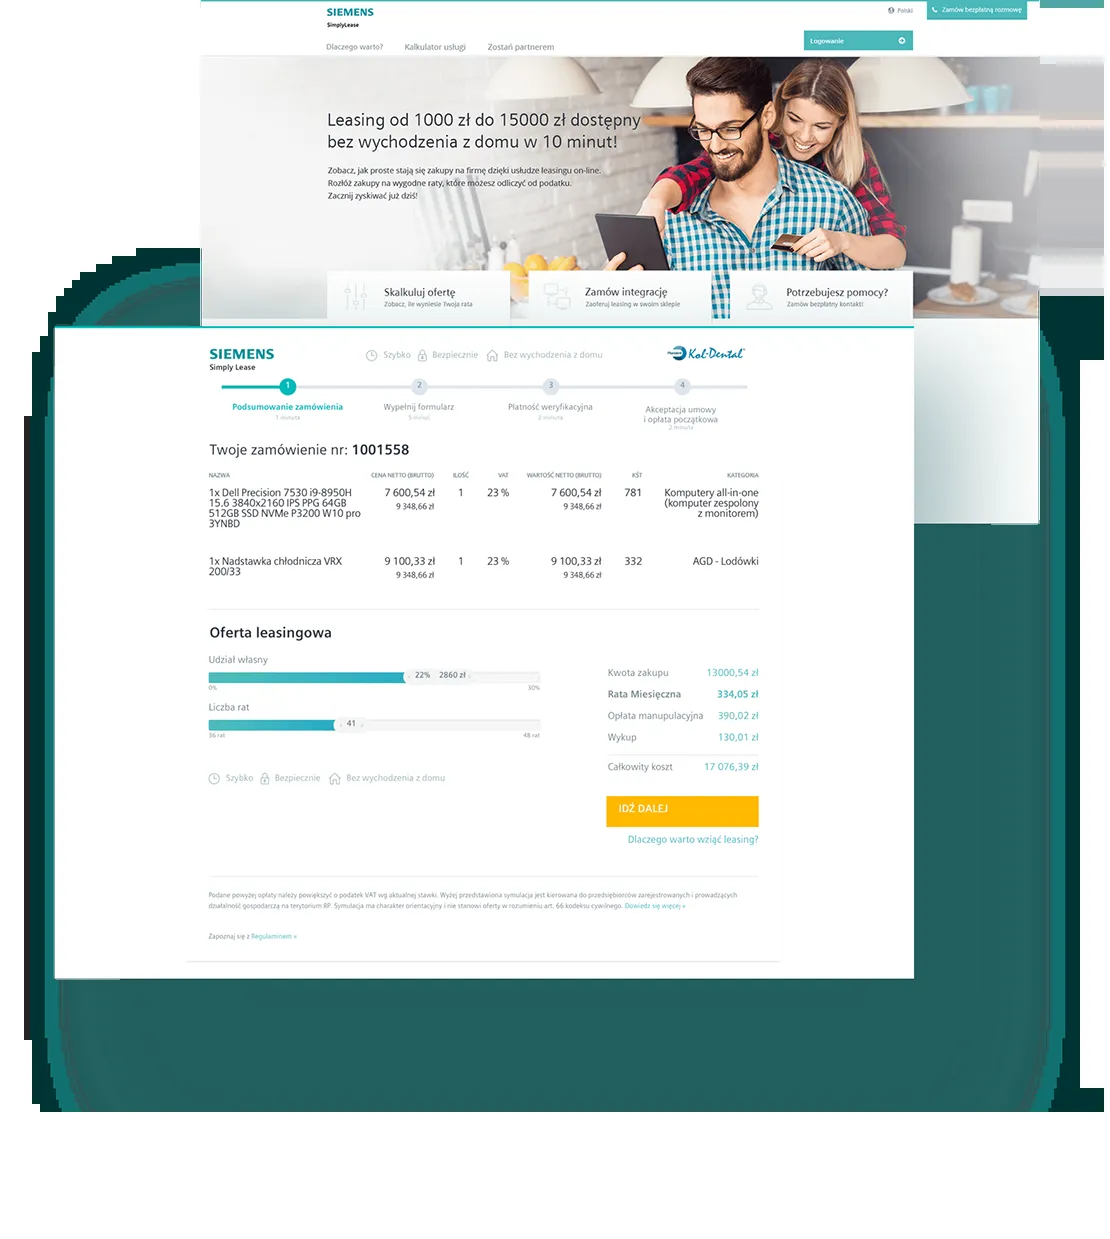 SIEMENS
SimplyLease
Polski
Zamów bezpłatną rozmowę
Dlaczego warto?
Kalkulator usługi
Zostań partnerem
Logowanie
Leasing od 1000 zł do 15000 zł dostępny
bez wychodzenia z domu w 10 minut!
Zobacz, jak proste stają się zakupy na firmę dzięki usłudze leasingu on-line.
Rozłóż zakupy na wygodne raty, które możesz odliczyć od podatku.
Zacznij zyskiwać już dziś!
Skalkuluj ofertę
Zobacz, ile wyniesie Twoja rata
Zamów integrację
Zaoferuj leasing w swoim sklepie
Potrzebujesz pomocy?
Zamów bezpłatny kontakt!
SIEMENS
Simply Lease
Szybko
Bezpiecznie
Bez wychodzenia z domu
Kol-Dental
1
2
3
4
Podsumowanie zamówienia
1 minuta
Wypełnij formularz
5 minut
Płatność weryfikacyjna
2 minuta
Akceptacja umowy
i opłata początkowa
2 minuta
Twoje zamówienie nr: 1001558
NAZWA CENA NETTO (BRUTTO) ILOŚĆ VAT WARTOŚĆ NETTO (BRUTTO) KŚT KATEGORIA
1x Dell Precision 7530 i9-8950H 7 600,54 zł 1 23 % 7 600,54 zł 781 Komputery all-in-one
15.6 3840x2160 IPS PPG 64GB 9 348,66 zł 9 348,66 zł (komputer zespolony
512GB SSD NVMe P3200 W10 pro z monitorem)
3YNBD
1x Nadstawka chłodnicza VRX 9 100,33 zł 1 23 % 9 100,33 zł 332 AGD - Lodówki
200/33 9 348,66 zł 9 348,66 zł
Oferta leasingowa
Udział własny
22% 2860 zł
0% 30%
Liczba rat
41
36 rat 48 rat
Szybko
Bezpiecznie
Bez wychodzenia z domu
Kwota zakupu 13000,54 zł
Rata Miesięczna 334,05 zł
Opłata manupulacyjna 390,02 zł
Wykup 130,01 zł
Całkowity koszt 17 076,39 zł
IDŹ DALEJ
Dlaczego warto wziąć leasing?
Podane powyżej opłaty należy powiększyć o podatek VAT wg aktualnej stawki. Wyżej przedstawiona symulacja jest kierowana do przedsiębiorców zarejestrowanych i prowadzących
działalność gospodarczą na terytorium RP. Symulacja ma charakter orientacyjny i nie stanowi oferty w rozumieniu art. 66 kodeksu cywilnego. Dowiedz się więcej »
Zapoznaj się z Regulaminem »